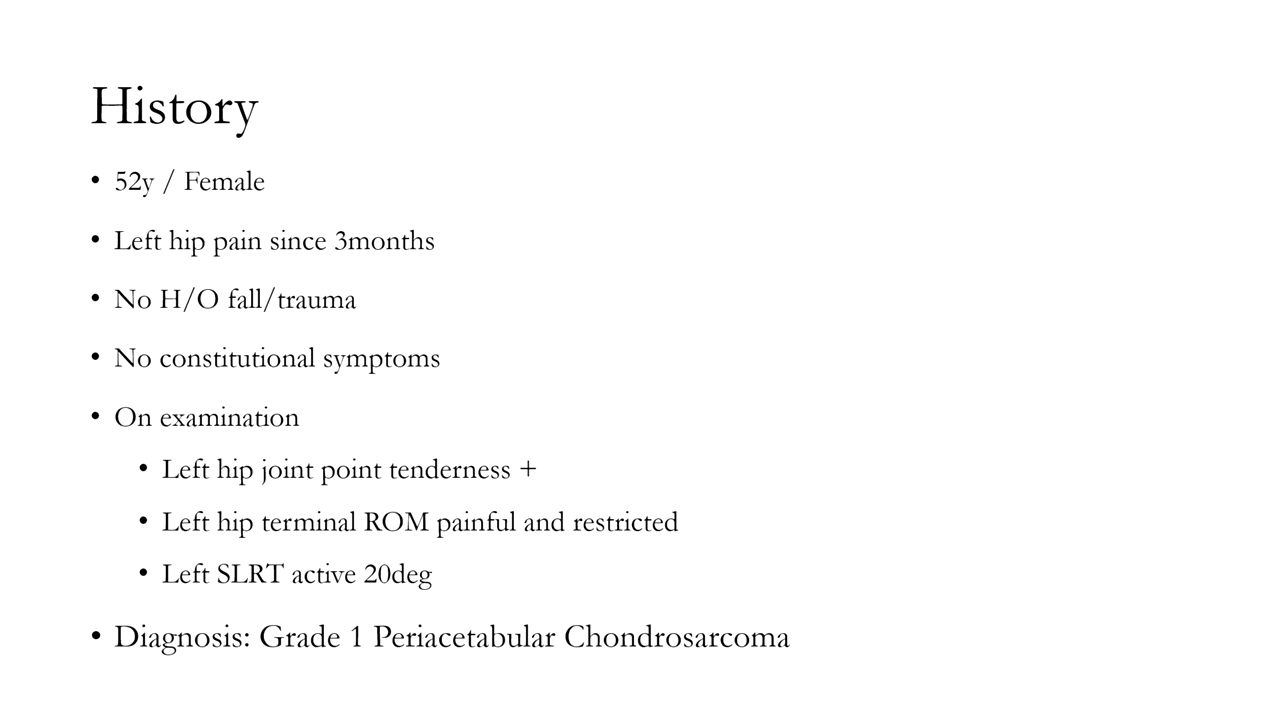 History
• 52y / Female
• Left hip pain since 3months
• No H/O fall/trauma
• No constitutional symptoms
• On examination
• Left hip joint point tenderness +
• Left hip terminal ROM painful and restricted
• Left SLRT active 20deg
• Diagnosis: Grade 1 Periacetabular Chondrosarcoma